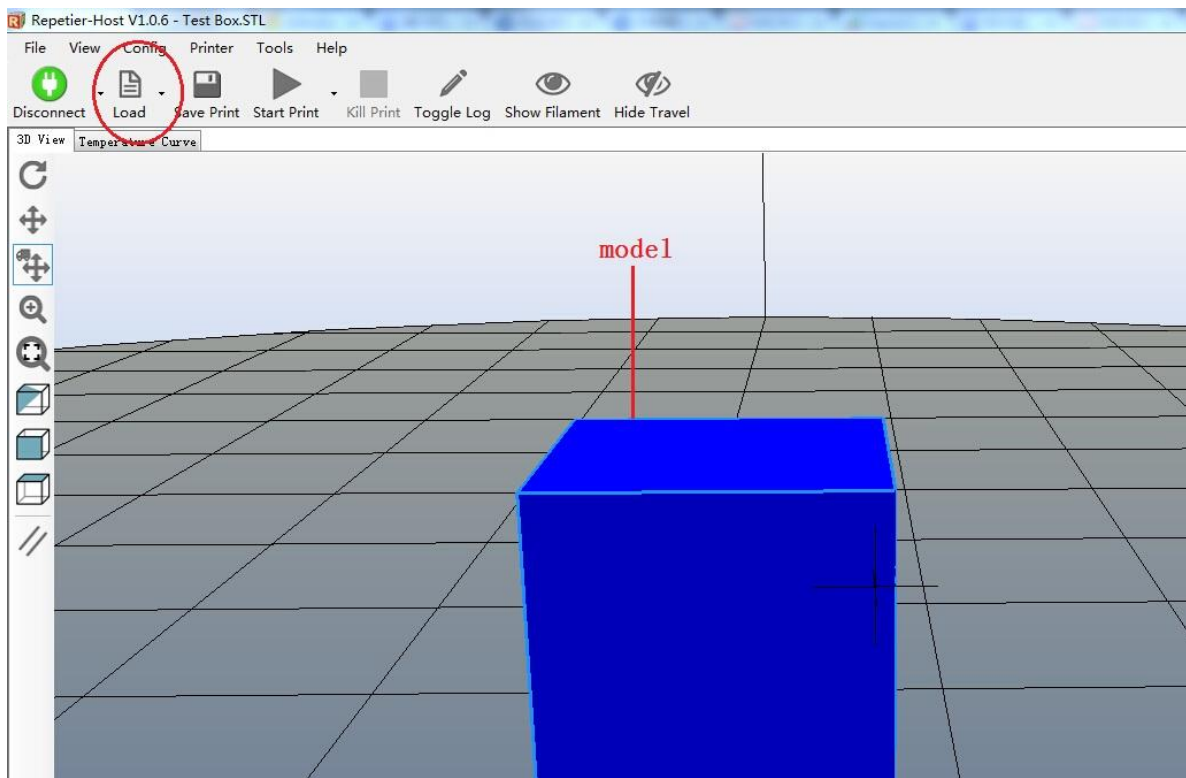 Repetier-Host V1.0.6 - Test Box.STL
File View Config Printer Tools Help
Disconnect Load Save Print Start Print Kill Print Toggle Log Show Filament Hide Travel
3D View Temperature Curve
model